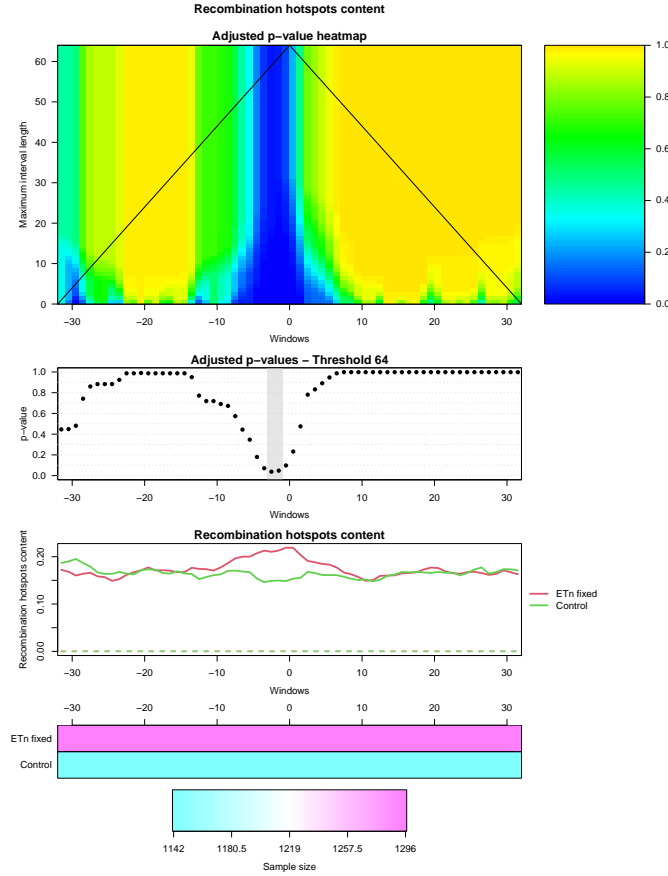 Recombination hotspots content
Adjusted p-value heatmap
Maximum interval length
60
50
40
30
20
10
0
−30 −20 −10 0 10 20 30
Windows
1.0
0.8
0.6
0.4
0.2
0.0
Adjusted p-values − Threshold 64
p-value
1.0
0.8
0.6
0.4
0.2
0.0
−30 −20 −10 0 10 20 30
Windows
Recombination hotspots content
Recombination hotspots content
0.20
0.10
0.00
−30 −20 −10 0 10 20 30
Windows
ETn fixed
Control
−30 −20 −10 0 10 20 30
ETn fixed
Control
1142 1180.5 1219 1257.5 1296
Sample size